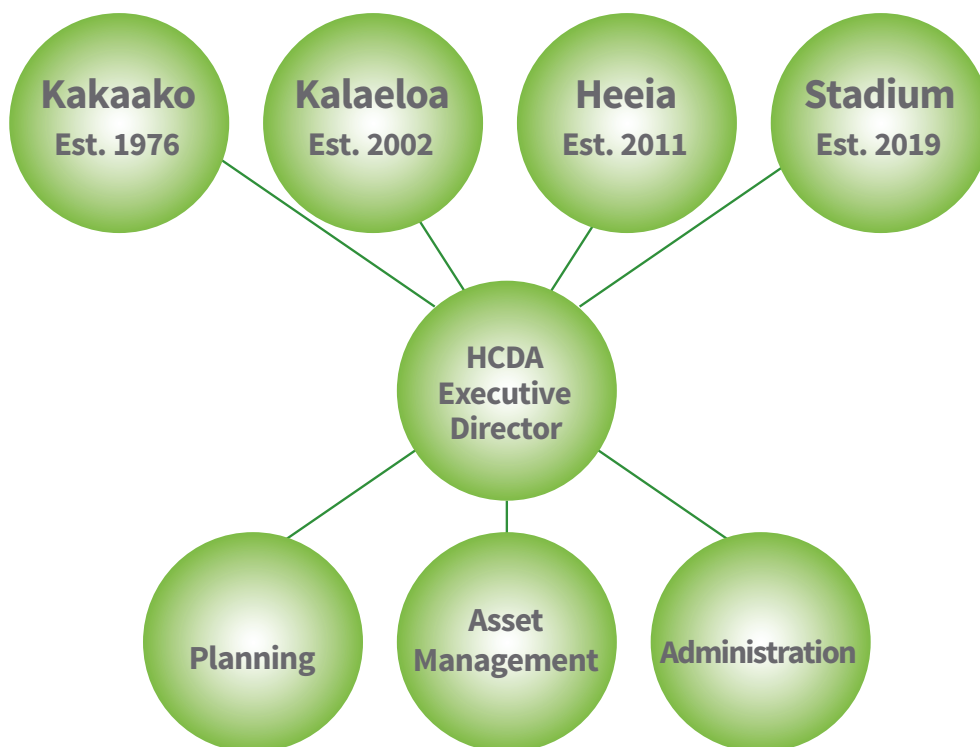 Kakaako
Est. 1976
Kalaeloa
Est. 2002
Heeia
Est. 2011
Stadium
Est. 2019
HCDA
Executive
Director
Planning
Asset
Management
Administration